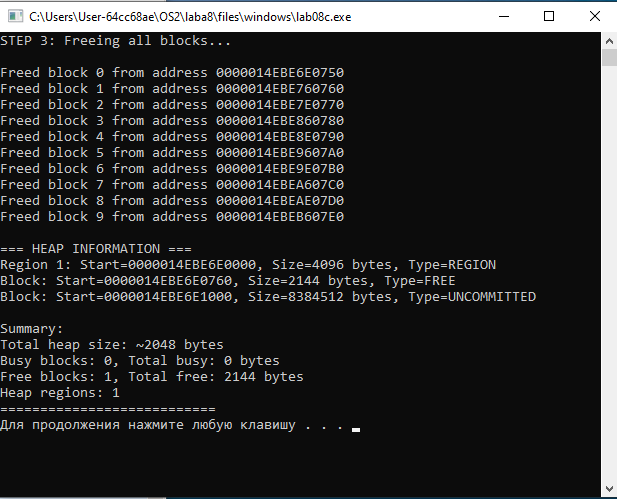 C:\Users\User-64cc68ae\OS2\laba8\files\windows\lab08c.exe
STEP 3: Freeing all blocks...
Freed block 0 from address 0000014EBE6E0750
Freed block 1 from address 0000014EBE760760
Freed block 2 from address 0000014EBE7E0770
Freed block 3 from address 0000014EBE860780
Freed block 4 from address 0000014EBE8E0790
Freed block 5 from address 0000014EBE9607A0
Freed block 6 from address 0000014EBE9E07B0
Freed block 7 from address 0000014EBEA607C0
Freed block 8 from address 0000014EBEAE07D0
Freed block 9 from address 0000014EBEB607E0
=== HEAP INFORMATION ===
Region 1: Start=0000014EBE6E0000, Size=4096 bytes, Type=REGION
Block: Start=0000014EBE6E0760, Size=2144 bytes, Type=FREE
Block: Start=0000014EBE6E1000, Size=8384512 bytes, Type=UNCOMMITTED
Summary:
Total heap size: ~2048 bytes
Busy blocks: 0, Total busy: 0 bytes
Free blocks: 1, Total free: 2144 bytes
Heap regions: 1
===========================
Для продолжения нажмите любую клавишу . . .